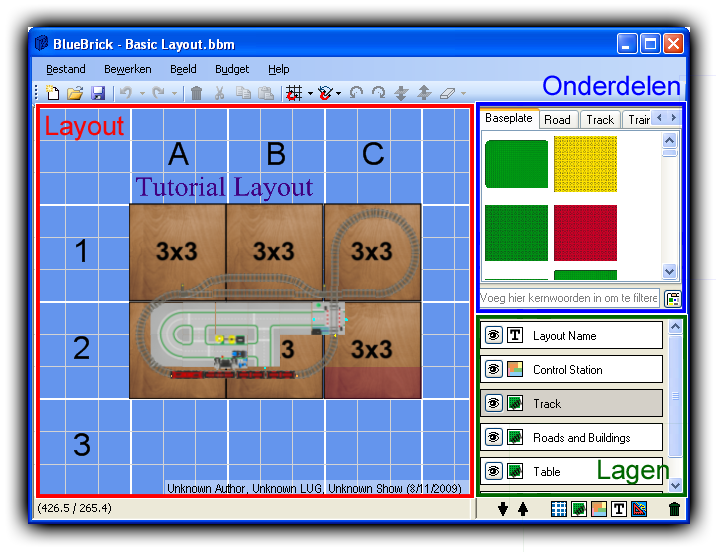 BlueBrick - Basic Layout.bbm
Bestand Bewerken Beeld Budget Help
Onderdelen
Layout
A B C
Tutorial Layout
1 3x3 3x3 3x3
2 3 3x3
3
Unknown Author, Unknown LUG, Unknown Show (8/11/2009)
(426.5 / 265.4)
Baseplate Road Track Train
Voeg hier kernwoorden in om te filtere
T Layout Name
Control Station
Track
Roads and Buildings
Table
Lagen
T